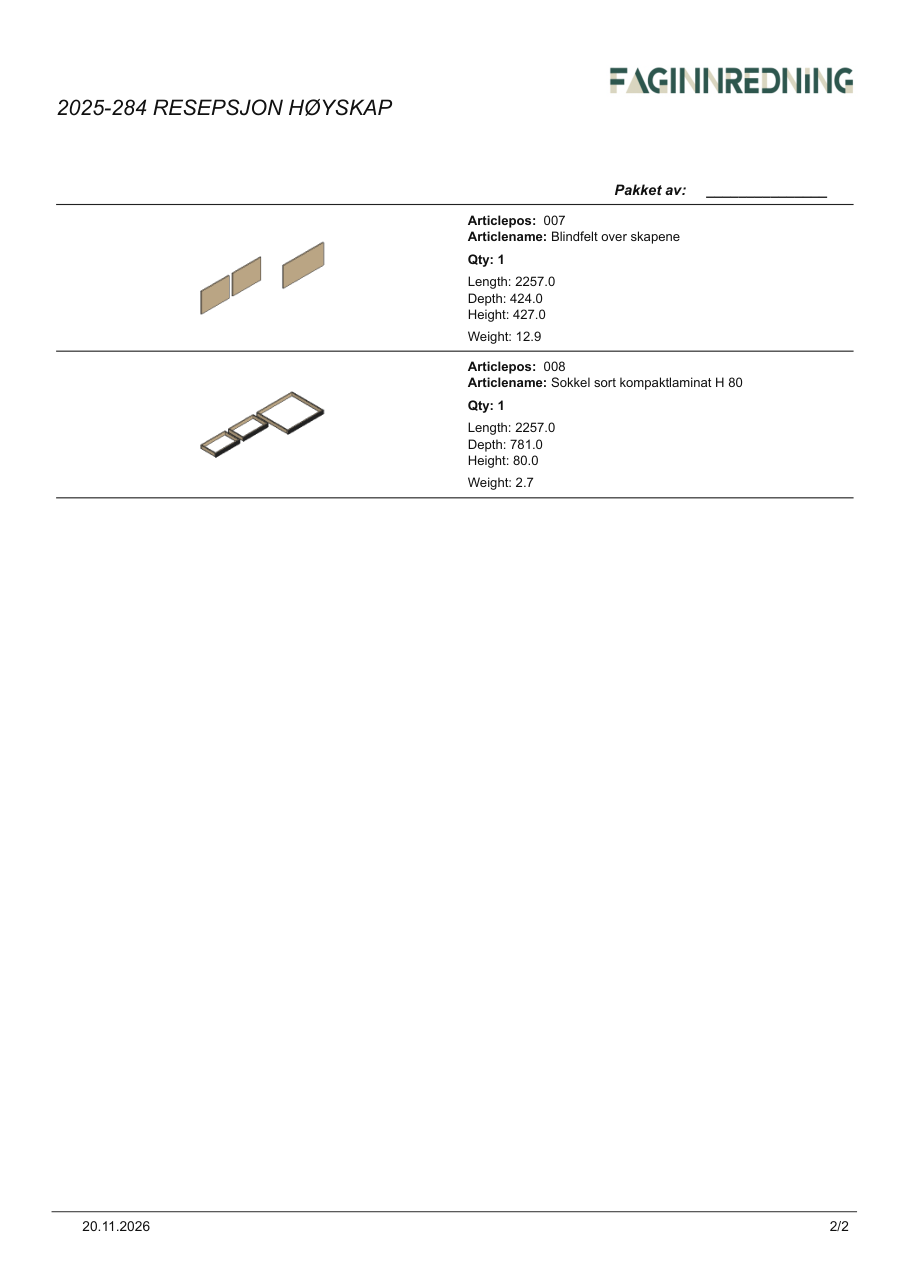 FAGINNREDNING
2025-284 RESEPSJON HØYSKAP
Pakket av: _______________
Articlepos: 007
Articlename: Blindfelt over skapene
Qty: 1
Length: 2257.0
Depth: 424.0
Height: 427.0
Weight: 12.9
Articlepos: 008
Articlename: Sokkel sort kompaktlaminat H 80
Qty: 1
Length: 2257.0
Depth: 781.0
Height: 80.0
Weight: 2.7
20.11.2026 2/2